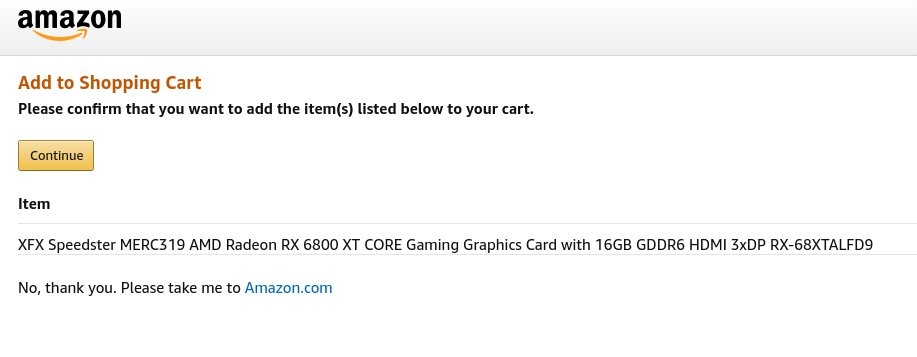 amazon
Add to Shopping Cart
Please confirm that you want to add the item(s) listed below to your cart.
Continue
Item
XFX Speedster MERC319 AMD Radeon RX 6800 XT CORE Gaming Graphics Card with 16GB GDDR6 HDMI 3xDP RX-68XTALFD9
No, thank you. Please take me to Amazon.com